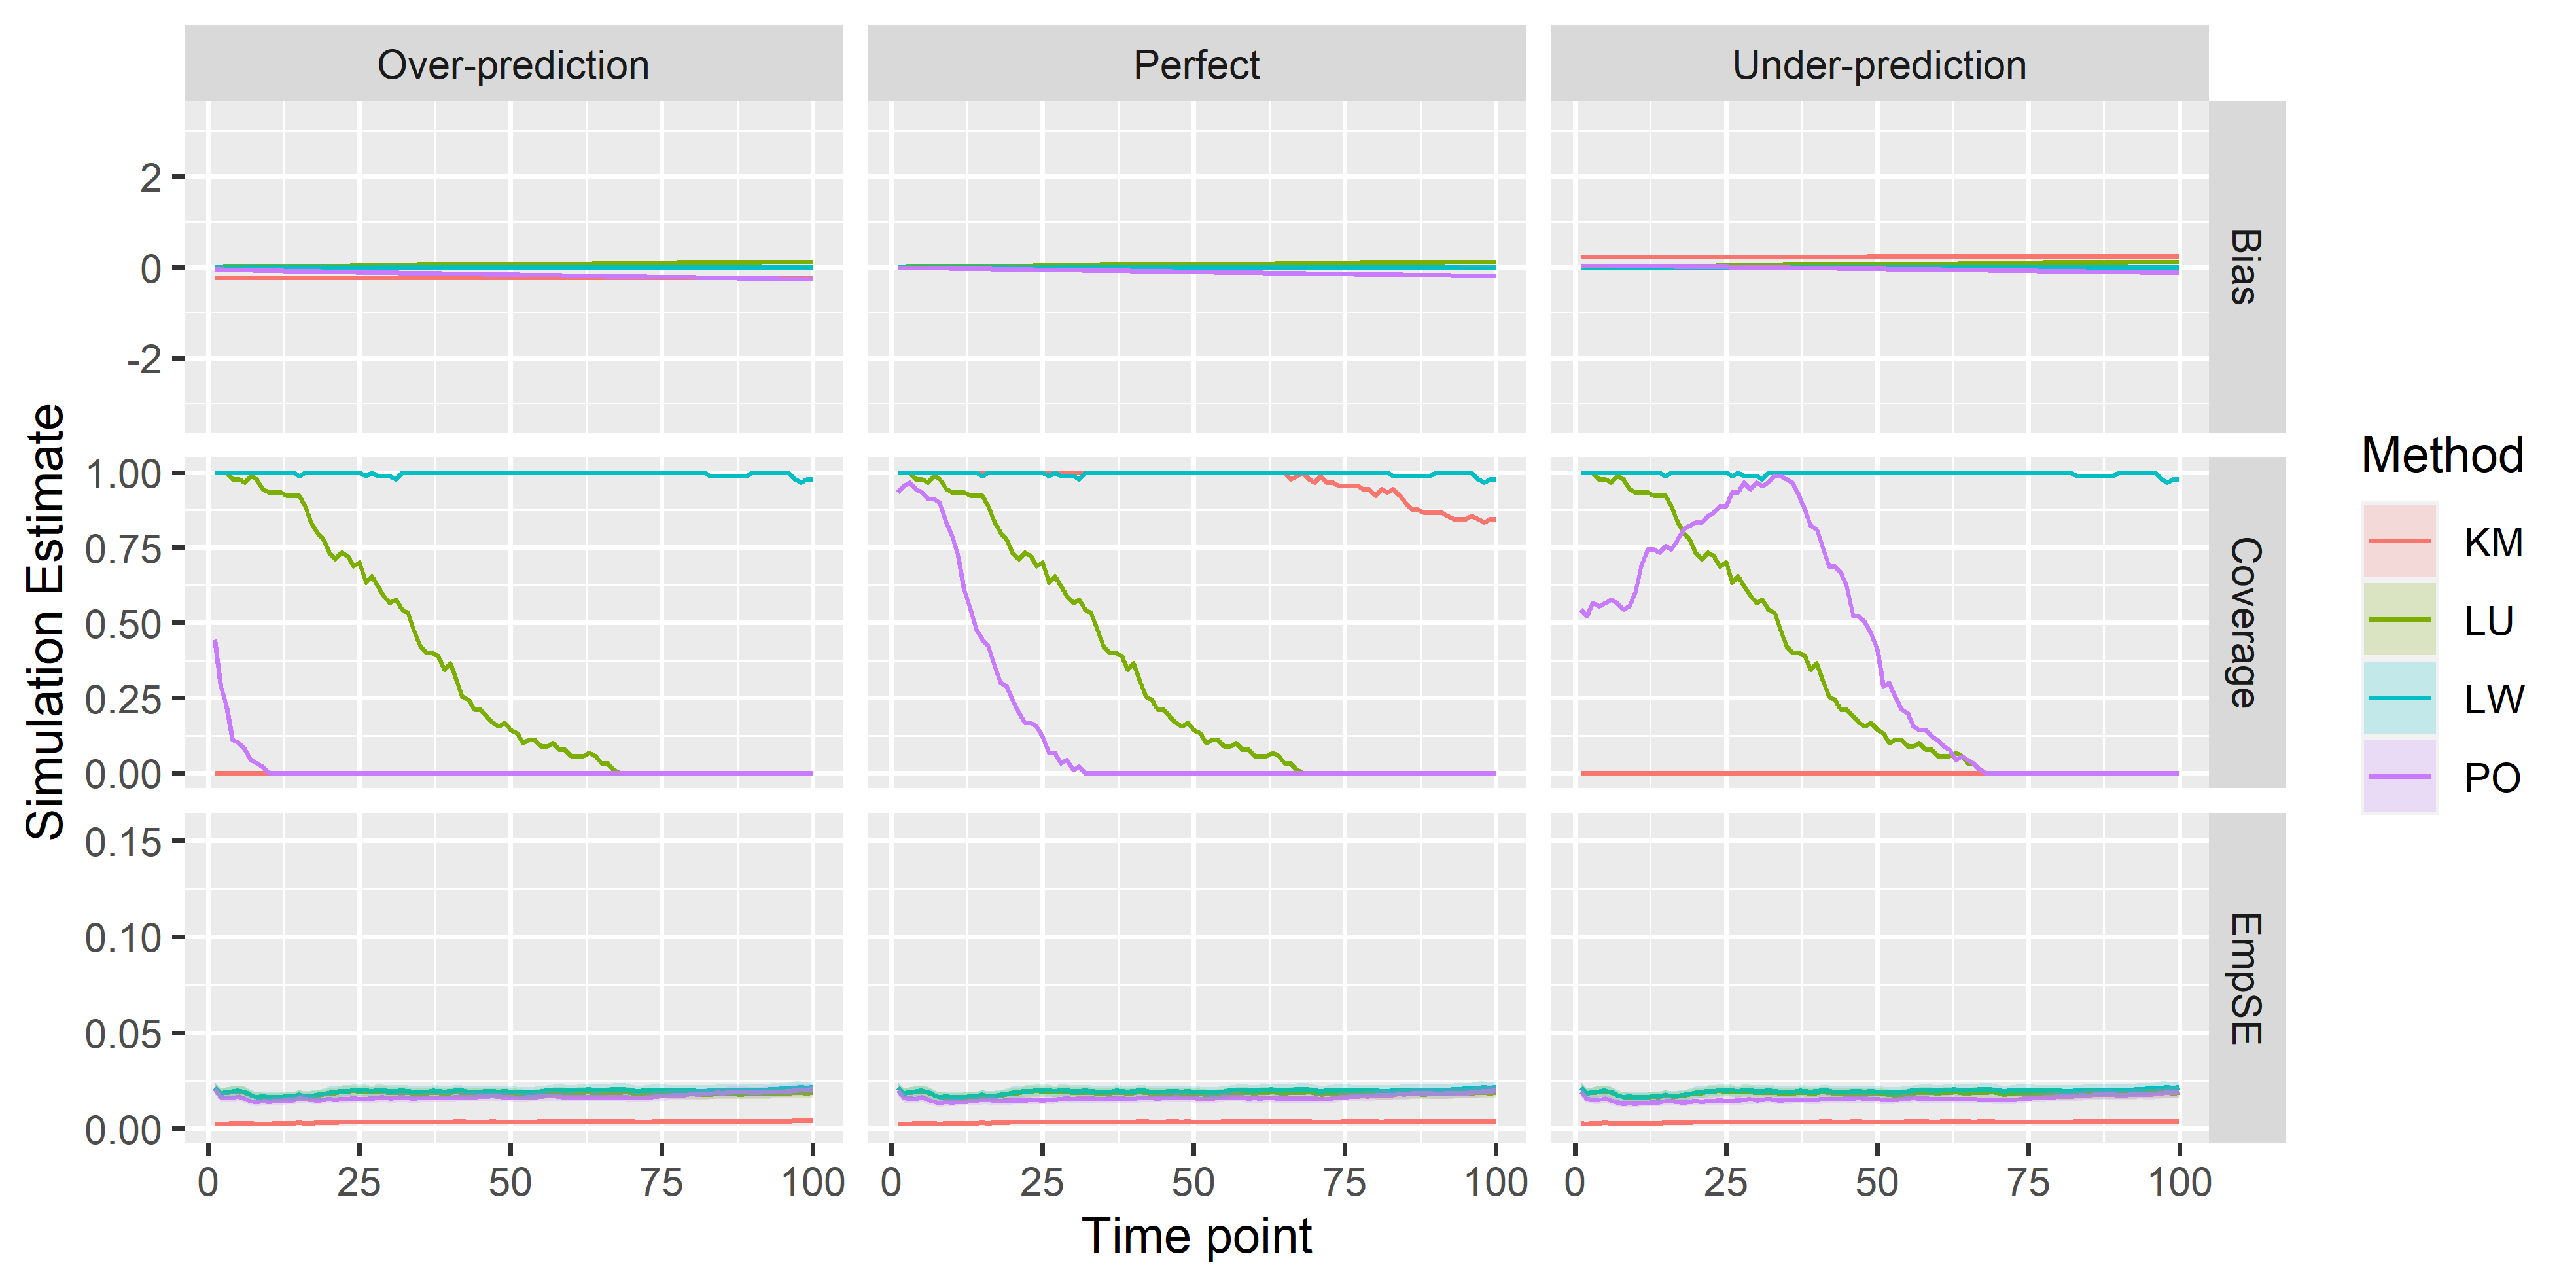 Over-prediction
Perfect
Under-prediction
2
0
-2
Bias
1.00
0.75
0.50
0.25
0.00
Coverage
0.15
0.10
0.05
0.00
EmpSE
0 25 50 75 100
0 25 50 75 100
0 25 50 75 100
Time point
Simulation Estimate
Method
KM
LU
LW
PO